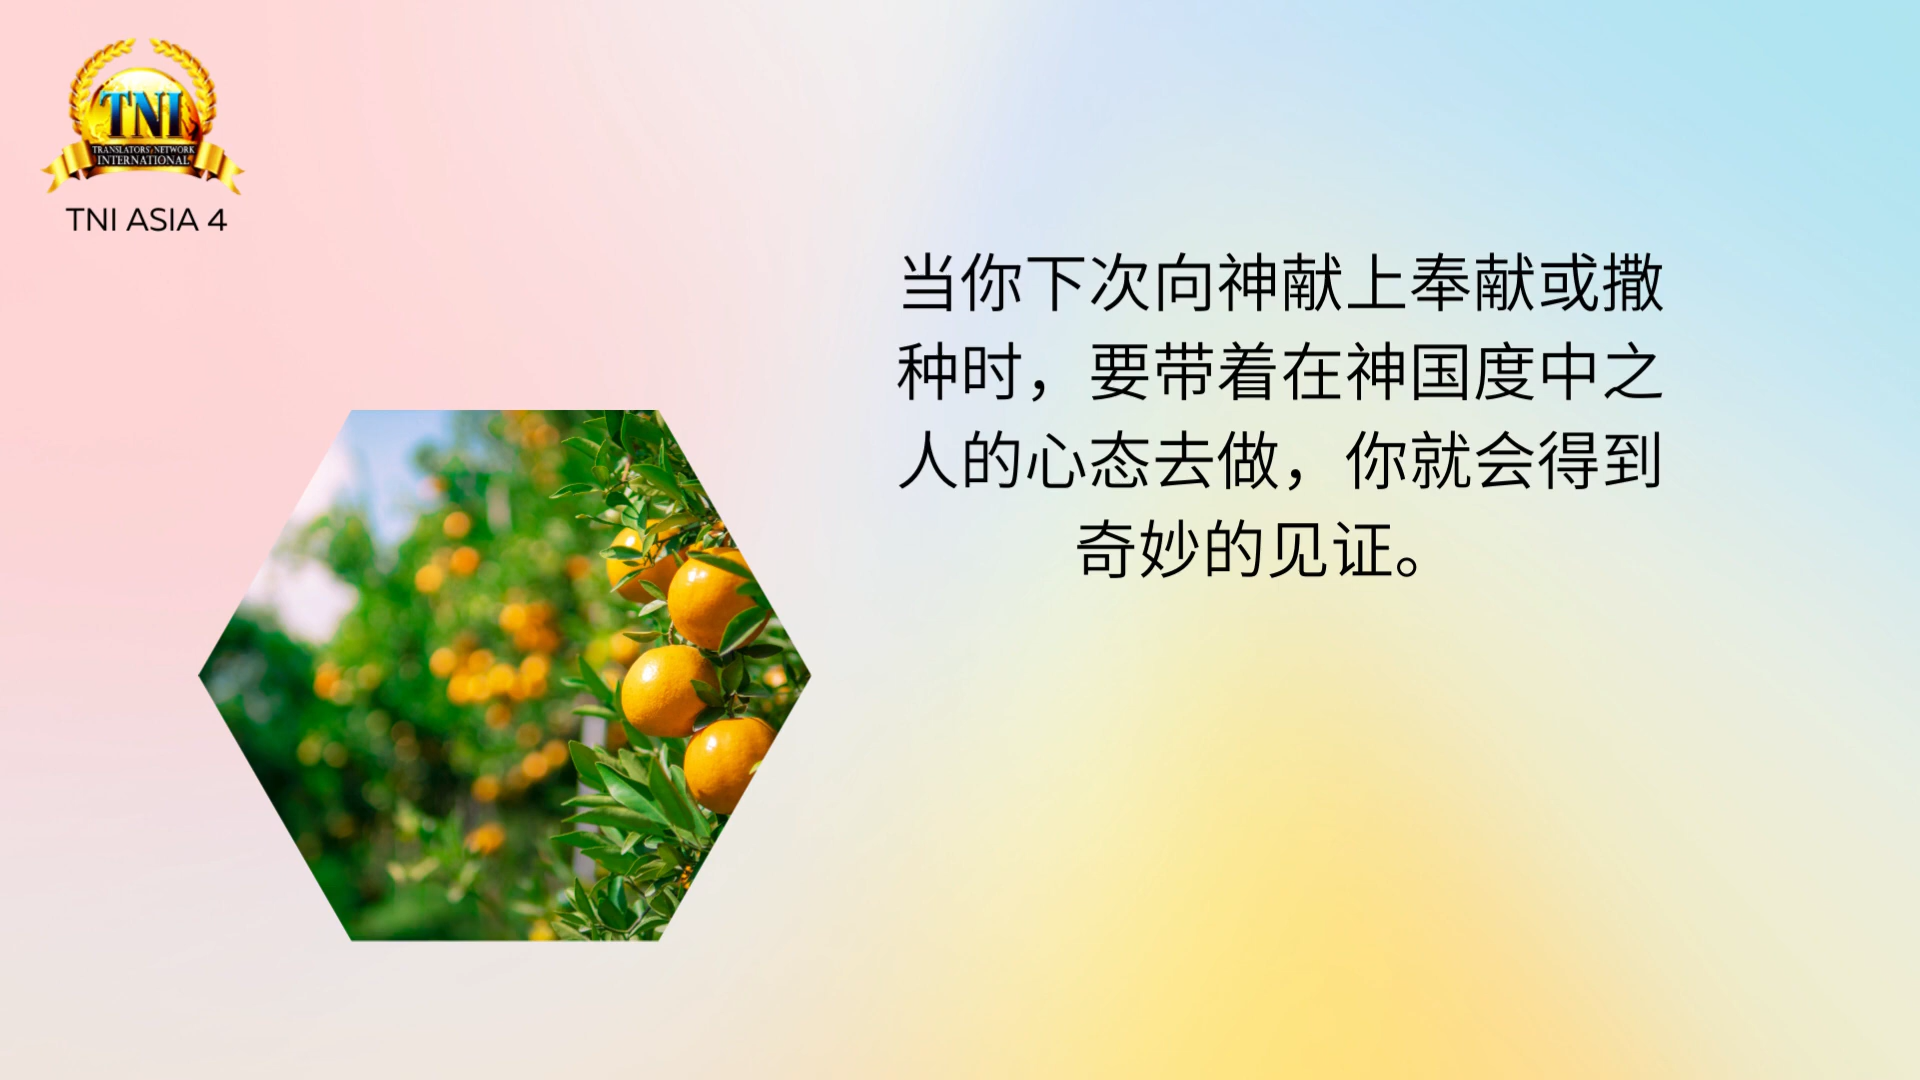 TNI
TRANSLATORS' NETWORK
INTERNATIONAL
TNI ASIA 4
当你下次向神献上奉献或撒
种时，要带着在神国度中之
人的心态去做，你就会得到
奇妙的见证。